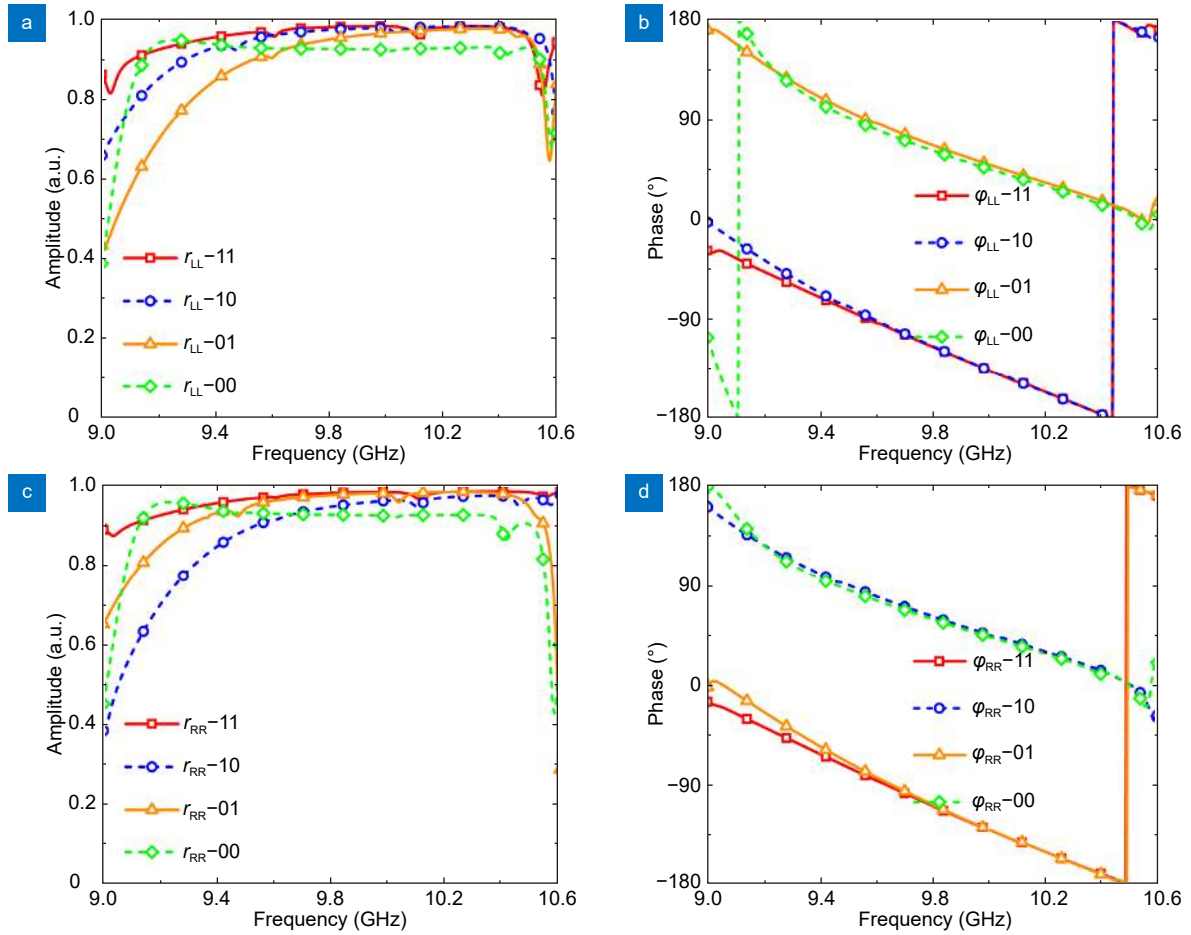 a
Amplitude (a.u.)
1.0
0.8
0.6
0.4
0.2
0
r_LL−11
r_LL−10
r_LL−01
r_LL−00
9.0 9.4 9.8 10.2 10.6
Frequency (GHz)
b
Phase (°)
180
90
0
−90
−180
φ_LL−11
φ_LL−10
φ_LL−01
φ_LL−00
9.0 9.4 9.8 10.2 10.6
Frequency (GHz)
c
Amplitude (a.u.)
1.0
0.8
0.6
0.4
0.2
0
r_RR−11
r_RR−10
r_RR−01
r_RR−00
9.0 9.4 9.8 10.2 10.6
Frequency (GHz)
d
Phase (°)
180
90
0
−90
−180
φ_RR−11
φ_RR−10
φ_RR−01
φ_RR−00
9.0 9.4 9.8 10.2 10.6
Frequency (GHz)